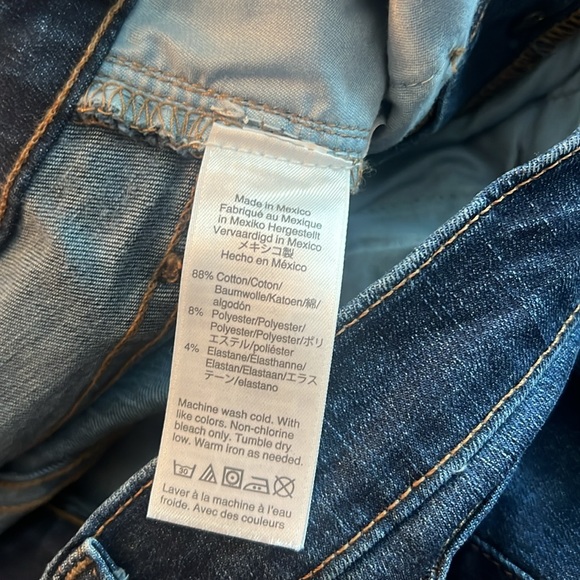 Made in Mexico
Fabriqué au Mexique
in Mexiko Hergestellt
Vervaardigd in Mexico
メキシコ製
Hecho en México
88% Cotton/Coton/
Baumwolle/Katoen/綿/
algodón
8% Polyester/Polyester/
Polyester/Polyester/ポリ
エステル/poliéster
4% Elastane/Élasthanne/
Elastan/Elastaan/エラス
テーン/elastano
Machine wash cold. With
like colors. Non-chlorine
bleach only. Tumble dry
low. Warm iron as needed.
30
Laver à la machine à l'eau
froide. Avec des couleurs